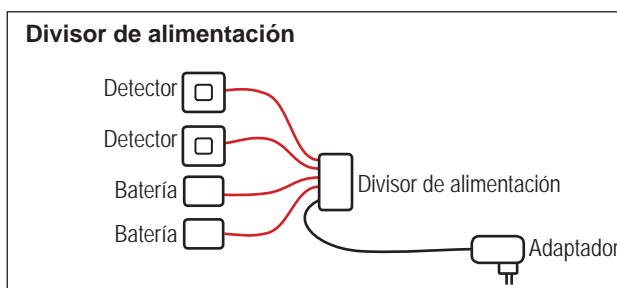 Divisor de alimentación
Detector
Detector
Batería
Batería
Divisor de alimentación
Adaptador